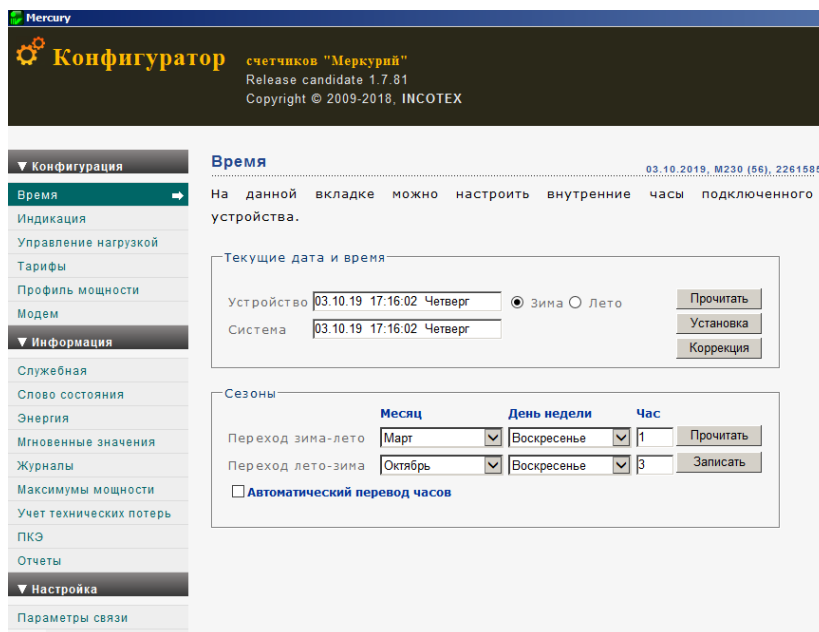 Mercury
Конфигуратор счетчиков "Меркурий"
Release candidate 1.7.81
Copyright © 2009-2018, INCOTEX
▼ Конфигурация
Время
Индикация
Управление нагрузкой
Тарифы
Профиль мощности
Модем
▼ Информация
Служебная
Слово состояния
Энергия
Мгновенные значения
Журналы
Максимумы мощности
Учет технических потерь
ПКЭ
Отчеты
▼ Настройка
Параметры связи
Время
03.10.2019, M230 (56), 2261585
На данной вкладке можно настроить внутренние часы подключенного
устройства.
Текущие дата и время
Устройство 03.10.19 17:16:02 Четверг Зима Лето Прочитать
Система 03.10.19 17:16:02 Четверг Установка
Коррекция
Сезоны
Месяц День недели Час
Переход зима-лето Март Воскресенье 1 Прочитать
Переход лето-зима Октябрь Воскресенье 3 Записать
Автоматический перевод часов